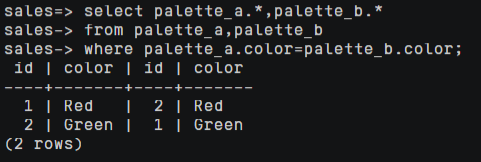 sales=> select palette_a.*,palette_b.*
sales-> from palette_a,palette_b
sales-> where palette_a.color=palette_b.color;
 id | color | id | color
----+-------+----+-------
  1 | Red   |  2 | Red
  2 | Green |  1 | Green
(2 rows)